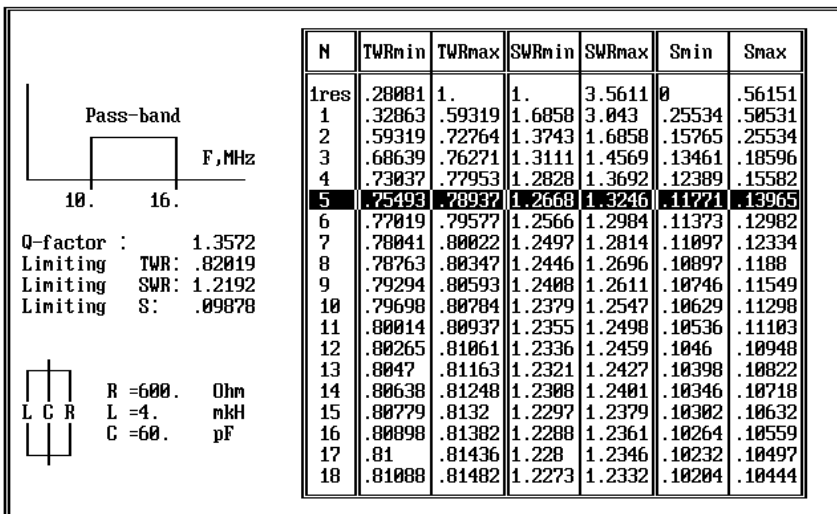 Pass-band
F,MHz
10. 16.
Q-factor : 1.3572
Limiting TWR: .82019
Limiting SWR: 1.2192
Limiting S: .09878
L C R
R =600. Ohm
L =4. mkH
C =60. pF
N TWRmin TWRmax SWRmin SWRmax Smin Smax
1res .28081 1. 1. 3.5611 0 .56151
1 .32863 .59319 1.6858 3.043 .25534 .50531
2 .59319 .72764 1.3743 1.6858 .15765 .25534
3 .68639 .76271 1.3111 1.4569 .13461 .18596
4 .73037 .77953 1.2828 1.3692 .12389 .15582
5 .75493 .78937 1.2668 1.3246 .11771 .13965
6 .77019 .79577 1.2566 1.2984 .11373 .12982
7 .78041 .80022 1.2497 1.2814 .11097 .12334
8 .78763 .80347 1.2446 1.2696 .10897 .1188
9 .79294 .80593 1.2408 1.2611 .10746 .11549
10 .79698 .80784 1.2379 1.2547 .10629 .11298
11 .80014 .80937 1.2355 1.2498 .10536 .11103
12 .80265 .81061 1.2336 1.2459 .1046 .10948
13 .8047 .81163 1.2321 1.2427 .10398 .10822
14 .80638 .81248 1.2308 1.2401 .10346 .10718
15 .80779 .8132 1.2297 1.2379 .10302 .10632
16 .80898 .81382 1.2288 1.2361 .10264 .10559
17 .81 .81436 1.228 1.2346 .10232 .10497
18 .81088 .81482 1.2273 1.2332 .10204 .10444